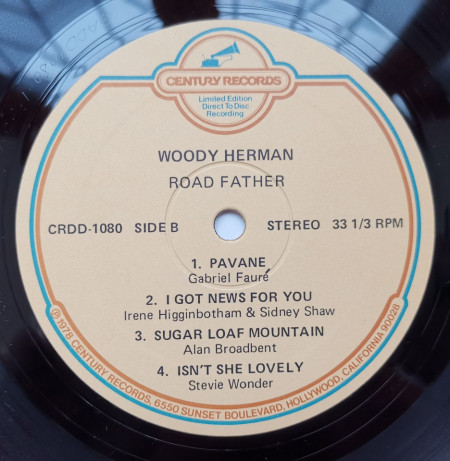 CENTURY RECORDS
Limited Edition
Direct To Disc
Recording
WOODY HERMAN
ROAD FATHER
CRDD-1080 SIDE B STEREO 33 1/3 RPM
1. PAVANE
Gabriel Fauré
2. I GOT NEWS FOR YOU
Irene Higginbotham & Sidney Shaw
3. SUGAR LOAF MOUNTAIN
Alan Broadbent
4. ISN'T SHE LOVELY
Stevie Wonder
℗ 1978, CENTURY RECORDS, 6550 SUNSET BOULEVARD, HOLLYWOOD, CALIFORNIA 90028